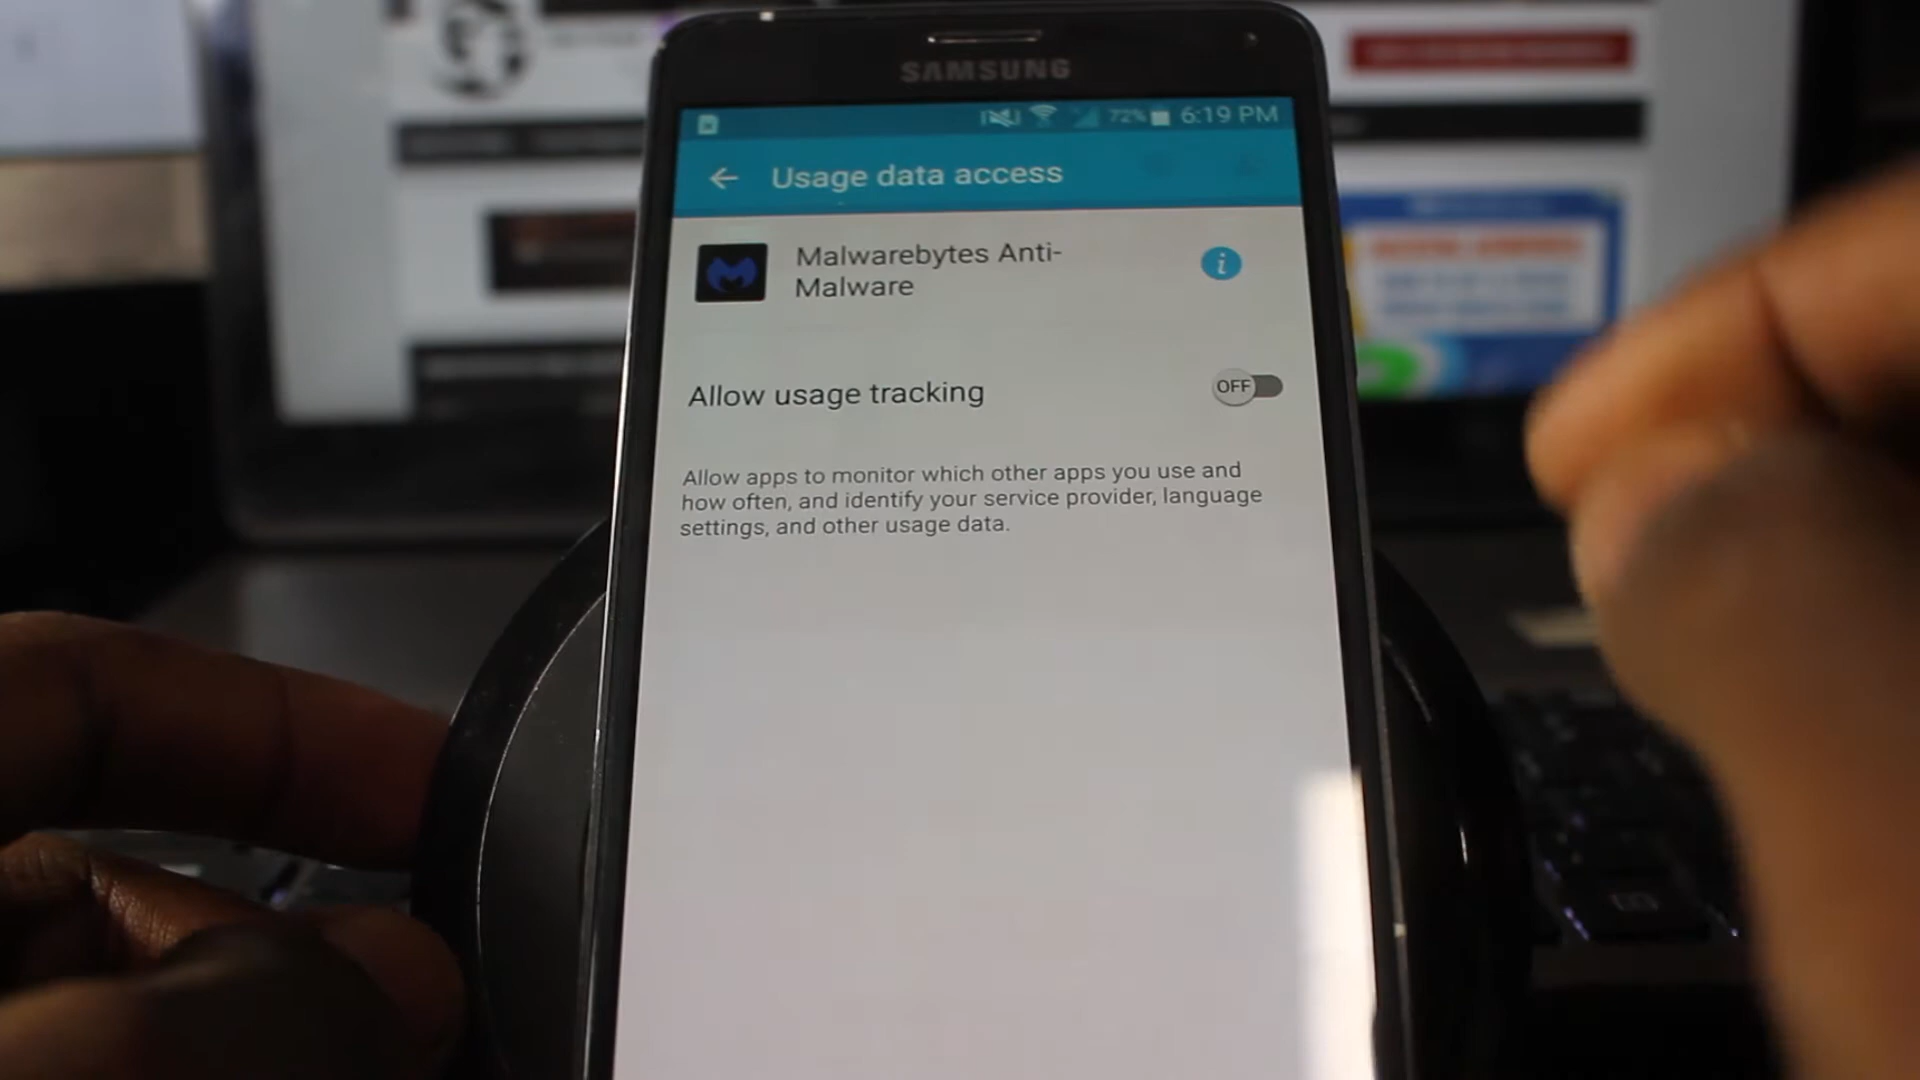 SAMSUNG
72% 6:19 PM
Usage data access
Malwarebytes Anti-
Malware
i
Allow usage tracking
OFF
Allow apps to monitor which other apps you use and
how often, and identify your service provider, language
settings, and other usage data.